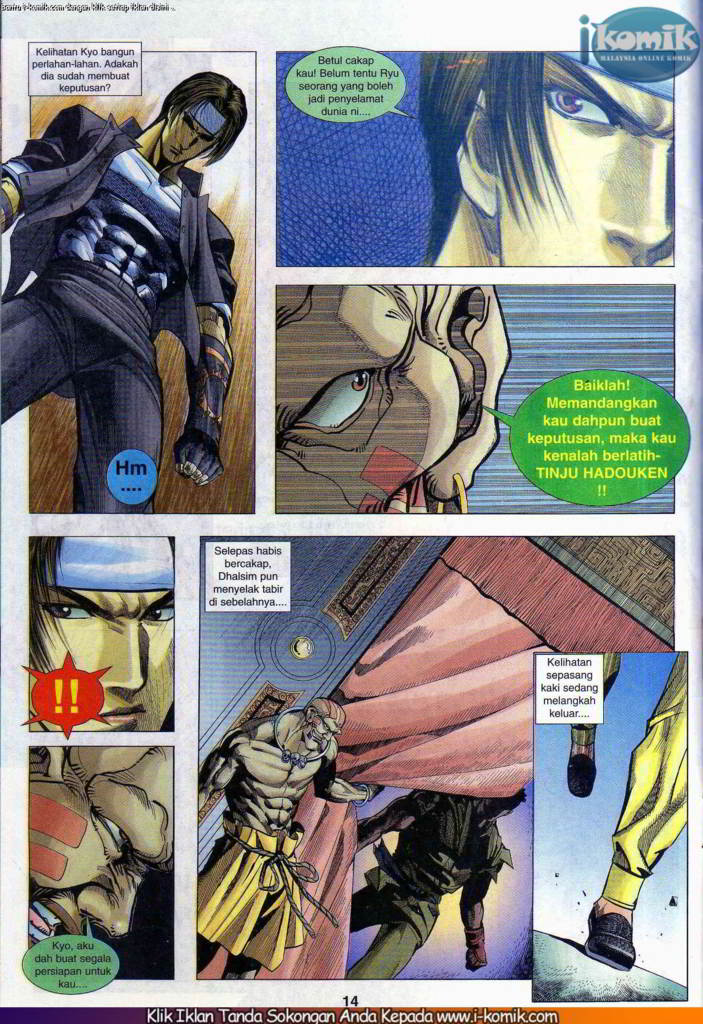 Bantu i-komik.com dengan klik setiap iklan disini ..
i komik
MALAYSIA ONLINE KOMIK
Kelihatan Kyo bangun
perlahan-lahan. Adakah
dia sudah membuat
keputusan?
Betul cakap
kau! Belum tentu Ryu
seorang yang boleh
jadi penyelamat
dunia ni....
Hm
....
Baiklah!
Memandangkan
kau dahpun buat
keputusan, maka kau
kenalah berlatih-
TINJU HADOUKEN
!!
!!
Selepas habis
bercakap,
Dhalsim pun
menyelak tabir
di sebelahnya....
Kelihatan
sepasang
kaki sedang
melangkah
keluar....
Kyo, aku
dah buat segala
persiapan untuk
kau....
14
Klik Iklan Tanda Sokongan Anda Kepada www.i-komik.com